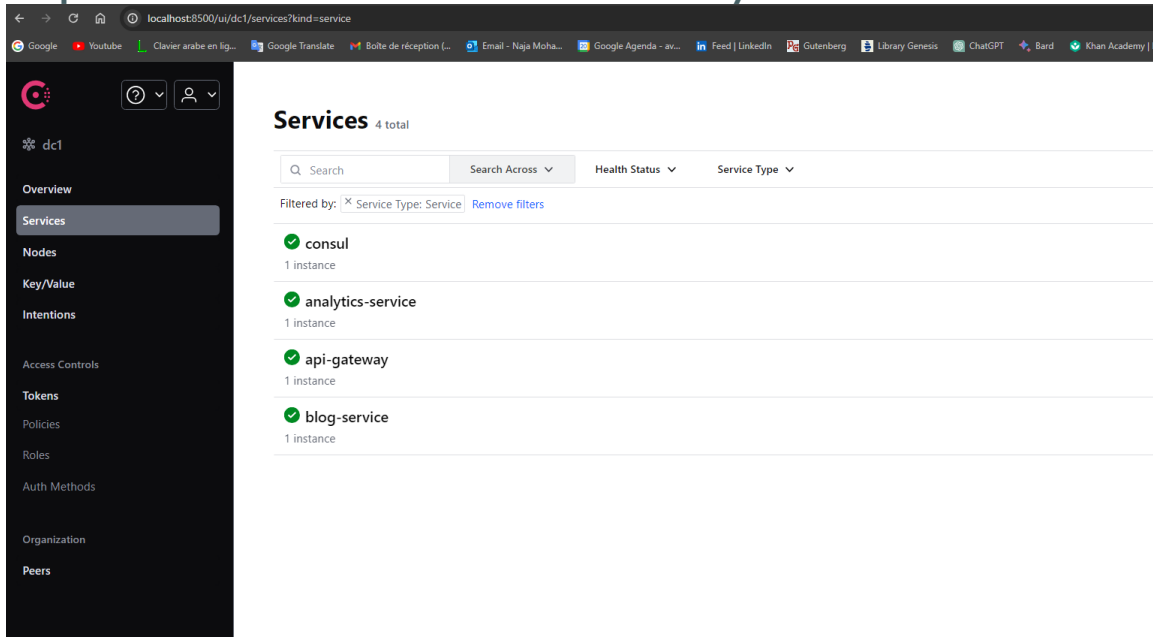 localhost:8500/ui/dc1/services?kind=service
Google Youtube Clavier arabe en lig... Google Translate Boîte de réception (... Email - Naja Moha... Google Agenda - av... Feed | LinkedIn Gutenberg Library Genesis ChatGPT Bard Khan Academy |
dc1
Overview
Services
Nodes
Key/Value
Intentions
Access Controls
Tokens
Policies
Roles
Auth Methods
Organization
Peers
Services 4 total
Search Search Across Health Status Service Type
Filtered by: × Service Type: Service Remove filters
consul
1 instance
analytics-service
1 instance
api-gateway
1 instance
blog-service
1 instance